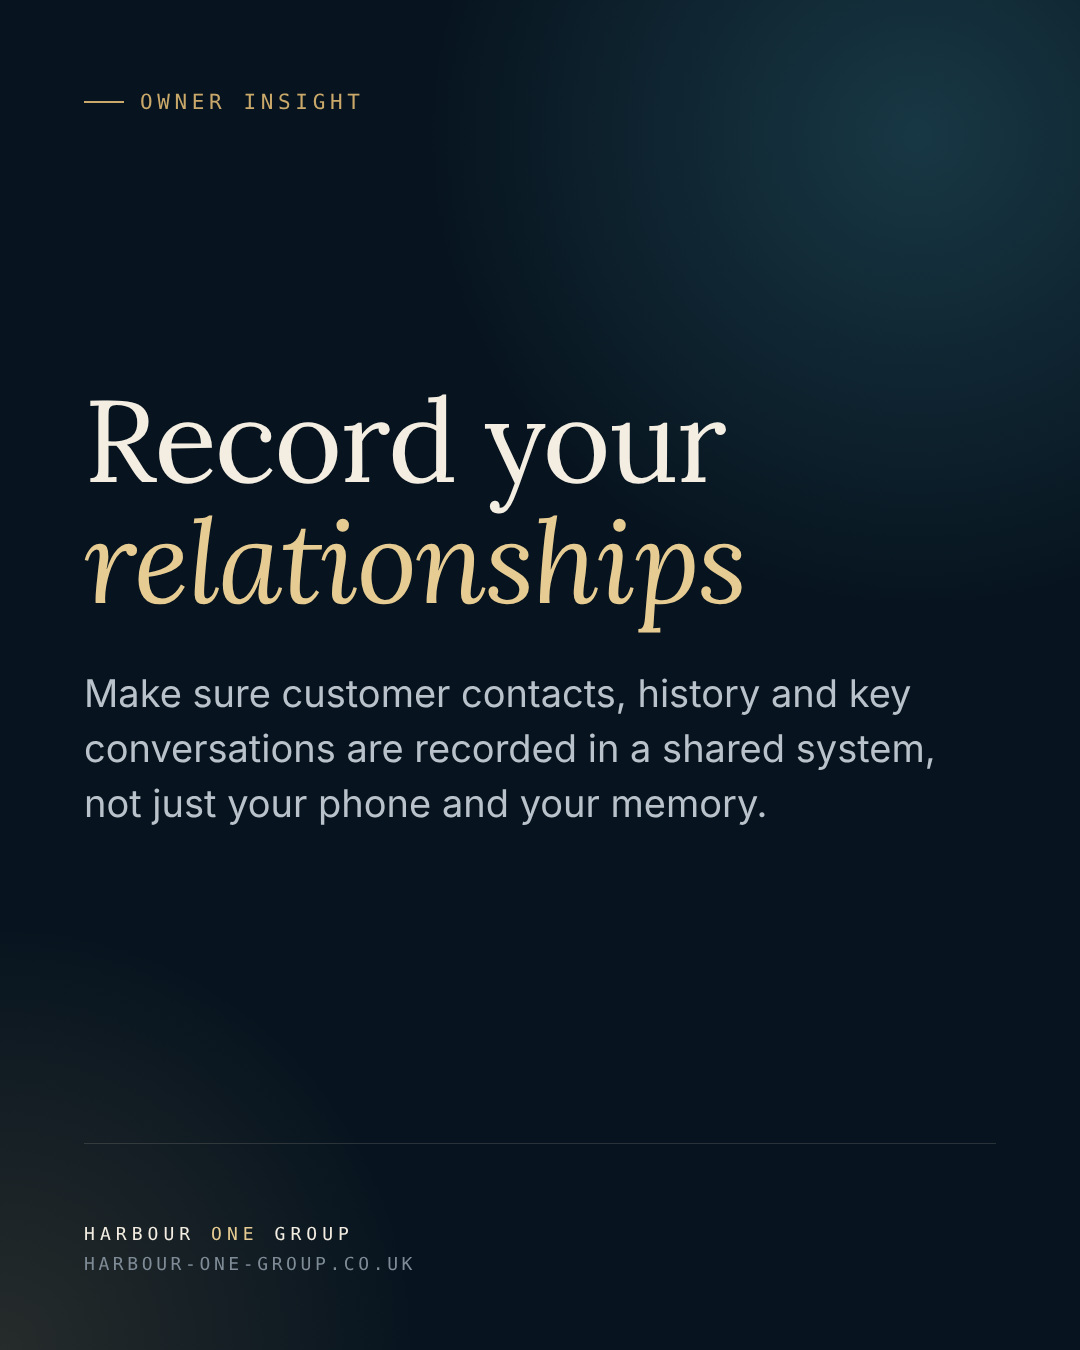 OWNER INSIGHT
Record your
relationships
Make sure customer contacts, history and key
conversations are recorded in a shared system,
not just your phone and your memory.
HARBOUR ONE GROUP
HARBOUR-ONE-GROUP.CO.UK